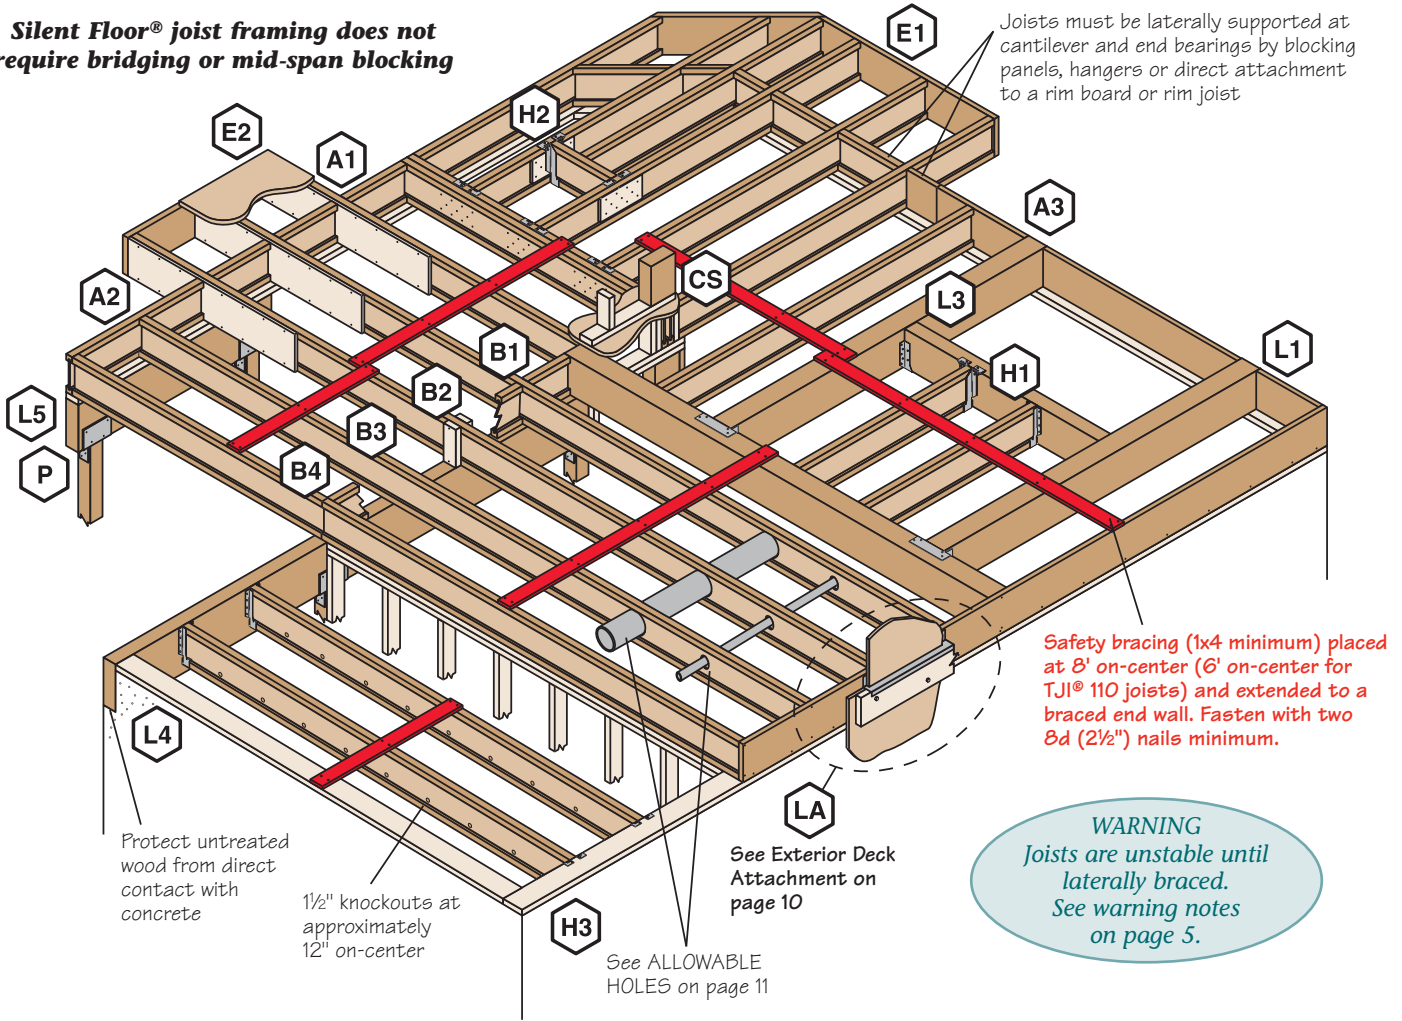 Silent Floor® joist framing does not
require bridging or mid-span blocking
E1
Joists must be laterally supported at
cantilever and end bearings by blocking
panels, hangers or direct attachment
to a rim board or rim joist
H2
E2
A1
A3
A2
CS
L3
B1
L1
H1
B2
L5
B3
P
B4
Safety bracing (1x4 minimum) placed
at 8' on-center (6' on-center for
TJI® 110 joists) and extended to a
braced end wall. Fasten with two
8d (2½") nails minimum.
L4
LA
See Exterior Deck
Attachment on
page 10
WARNING
Joists are unstable until
laterally braced.
See warning notes
on page 5.
Protect untreated
wood from direct
contact with
concrete
1½" knockouts at
approximately
12" on-center
H3
See ALLOWABLE
HOLES on page 11